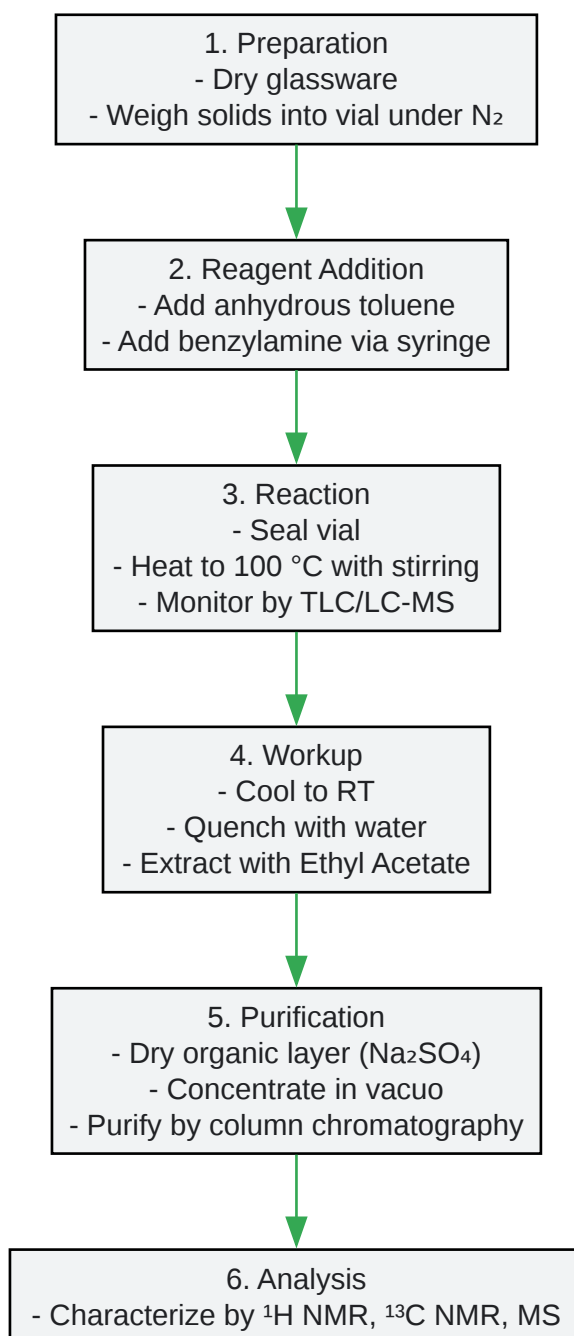 1. Preparation
- Dry glassware
- Weigh solids into vial under N₂
2. Reagent Addition
- Add anhydrous toluene
- Add benzylamine via syringe
3. Reaction
- Seal vial
- Heat to 100 °C with stirring
- Monitor by TLC/LC-MS
4. Workup
- Cool to RT
- Quench with water
- Extract with Ethyl Acetate
5. Purification
- Dry organic layer (Na₂SO₄)
- Concentrate in vacuo
- Purify by column chromatography
6. Analysis
- Characterize by ¹H NMR, ¹³C NMR, MS